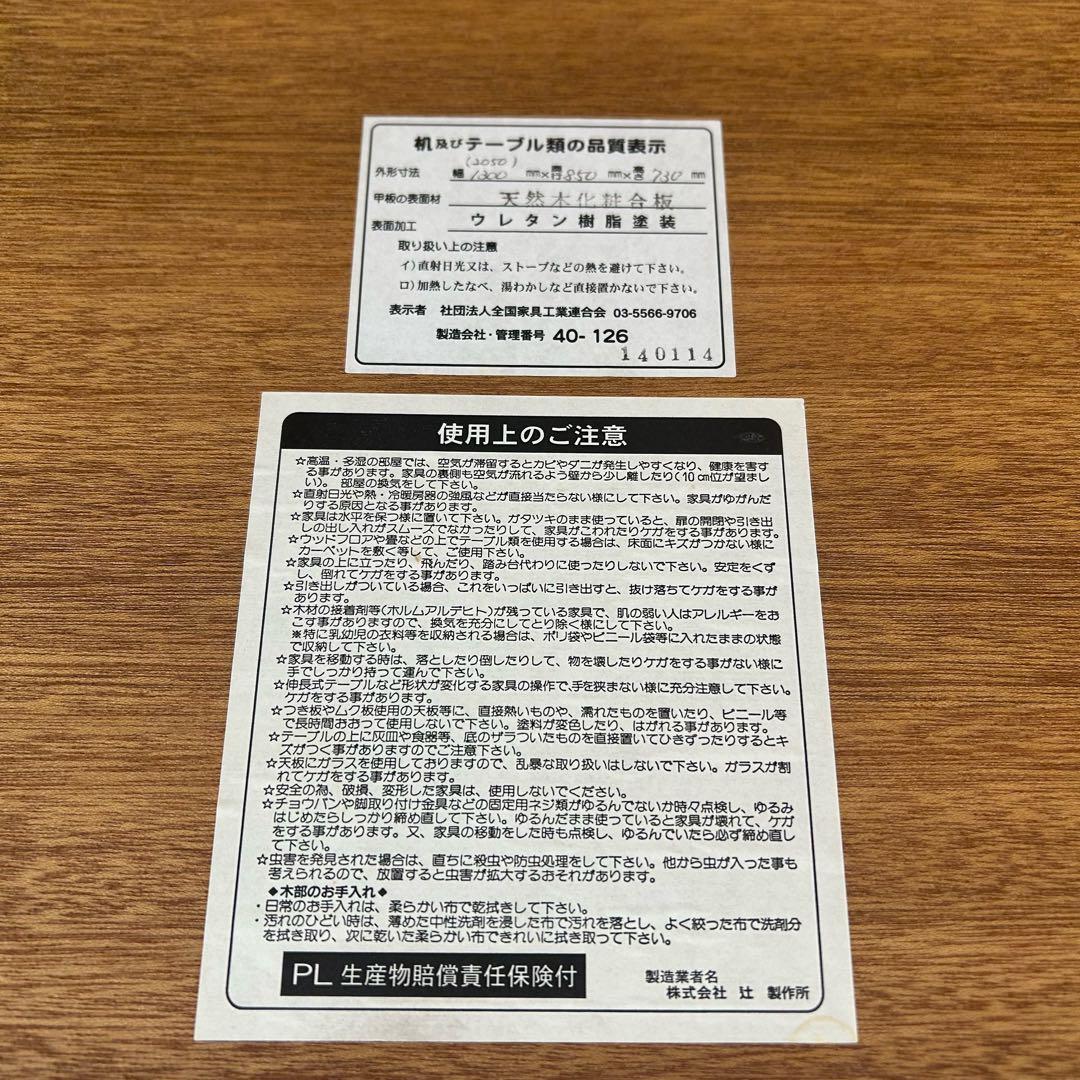 机及びテーブル類の品質表示
(2050)
外形寸法 幅 1300 mm×奥行 850 mm×高さ 730 mm
甲板の表面材 天然木化粧合板
表面加工 ウレタン樹脂塗装
取り扱い上の注意
イ)直射日光又は、ストーブなどの熱を避けて下さい。
ロ)加熱したなべ、湯わかしなど直接置かないで下さい。
表示者 社団法人全国家具工業連合会 03-5566-9706
製造会社・管理番号 40-126
140114
使用上のご注意
☆高温・多湿の部屋では、空気が滞留するとカビやダニが発生しやすくなり、健康を害す
る事があります。家具の裏側も空気が流れるよう壁から少し離したり(10㎝位が望まし
い)。 部屋の換気をして下さい。
☆直射日光や熱・冷暖房器の強風などが直接当たらない様にして下さい。家具がゆがんだ
りする原因となる事があります。
☆家具は水平を保つ様に置いて下さい。ガタツキのまま使っていると、扉の開閉や引き出
しの出し入れがスムーズでなかったりして、家具がこわれたりケガをする事があります。
☆ウッドフロアや畳などの上でテーブル類を使用する場合は、床面にキズがつかない様に
カーペットを敷く等して、ご使用下さい。
☆家具の上に立ったり、飛んだり、踏み台代わりに使ったりしないで下さい。安定をくず
し、倒れてケガをする事があります。
☆引き出しがついている場合、これをいっぱいに引き出すと、抜け落ちてケガをする事が
あります。
☆木材の接着剤等(ホルムアルデヒト)が残っている家具で、肌の弱い人はアレルギーをお
こす事がありますので、換気を充分にしてとり除く様にして下さい。
※特に乳幼児の衣料等を収納される場合は、ポリ袋やビニール袋等に入れたままの状態
で収納して下さい。
☆家具を移動する時は、落としたり倒したりして、物を壊したりケガをする事がない様に
手でしっかり持って運んで下さい。
☆伸長式テーブルなど形状が変化する家具の操作で、手を挟まない様に充分注意して下さい。
ケガをする事があります。
☆つき板やムク板使用の天板等に、直接熱いものや、濡れたものを置いたり、ビニール等
で長時間おおって使用しないで下さい。塗料が変色したり、はがれる事があります。
☆テーブルの上に灰皿や食器等、底のザラついたものを直接置いてひきずったりするとキ
ズがつく事がありますのでご注意下さい。
☆天板にガラスを使用しておりますので、乱暴な取り扱いはしないで下さい。ガラスが割
れてケガをする事があります。
☆安全の為、破損、変形した家具は、使用しないでください。
☆チョウバンや脚取り付け金具などの固定用ネジ類がゆるんでないか時々点検し、ゆるみ
はじめたらしっかり締め直して下さい。ゆるんだまま使っていると家具が壊れて、ケガ
をする事があります。又、家具の移動をした時も点検し、ゆるんでいたら必ず締め直し
て下さい。
☆虫害を発見された場合は、直ちに殺虫や防虫処理をして下さい。他から虫が入った事も
考えられるので、放置すると虫害が拡大するおそれがあります。
◆木部のお手入れ◆
・日常のお手入れは、柔らかい布で乾拭きして下さい。
・汚れのひどい時は、薄めた中性洗剤を浸した布で汚れを落とし、よく絞った布で洗剤分
を拭き取り、次に乾いた柔らかい布できれいに拭き取って下さい。
PL 生産物賠償責任保険付
製造業者名
株式会社 辻 製作所